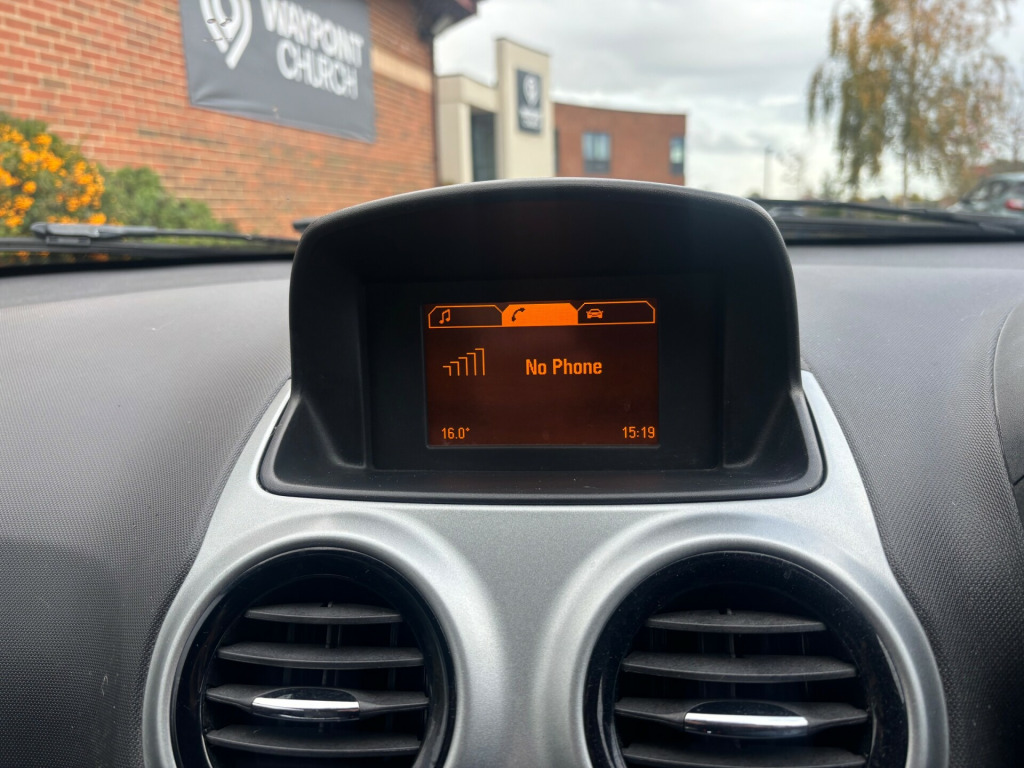 WAYPOINT
CHURCH
No Phone
16.0°
15:19